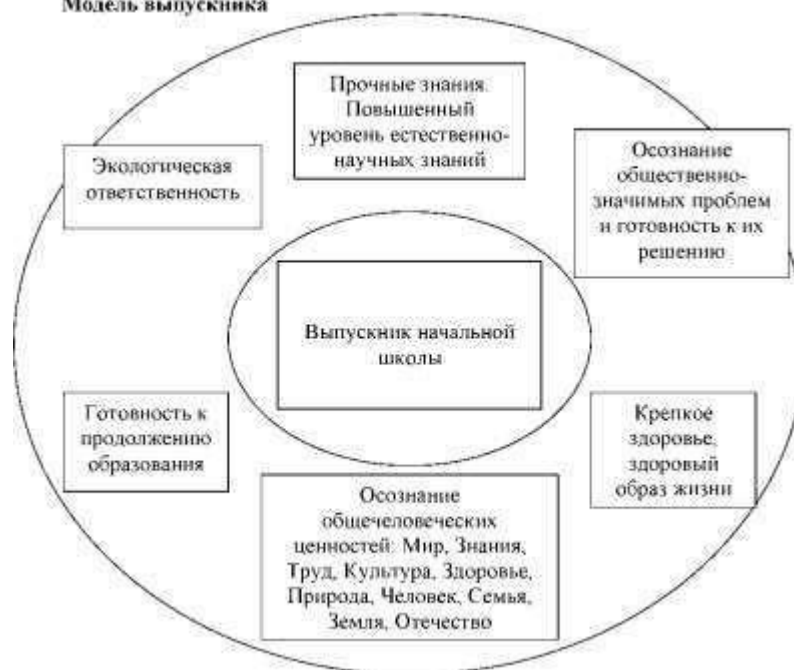 Модель выпускника
Прочные знания.
Повышенный
уровень естественно-
научных знаний
Экологическая
ответственность
Осознание
общественно-
значимых проблем
и готовность к их
решению
Выпускник начальной
школы
Готовность к
продолжению
образования
Крепкое
здоровье,
здоровый
образ жизни
Осознание
общечеловеческих
ценностей: Мир, Знания,
Труд, Культура, Здоровье,
Природа, Человек, Семья,
Земля, Отечество